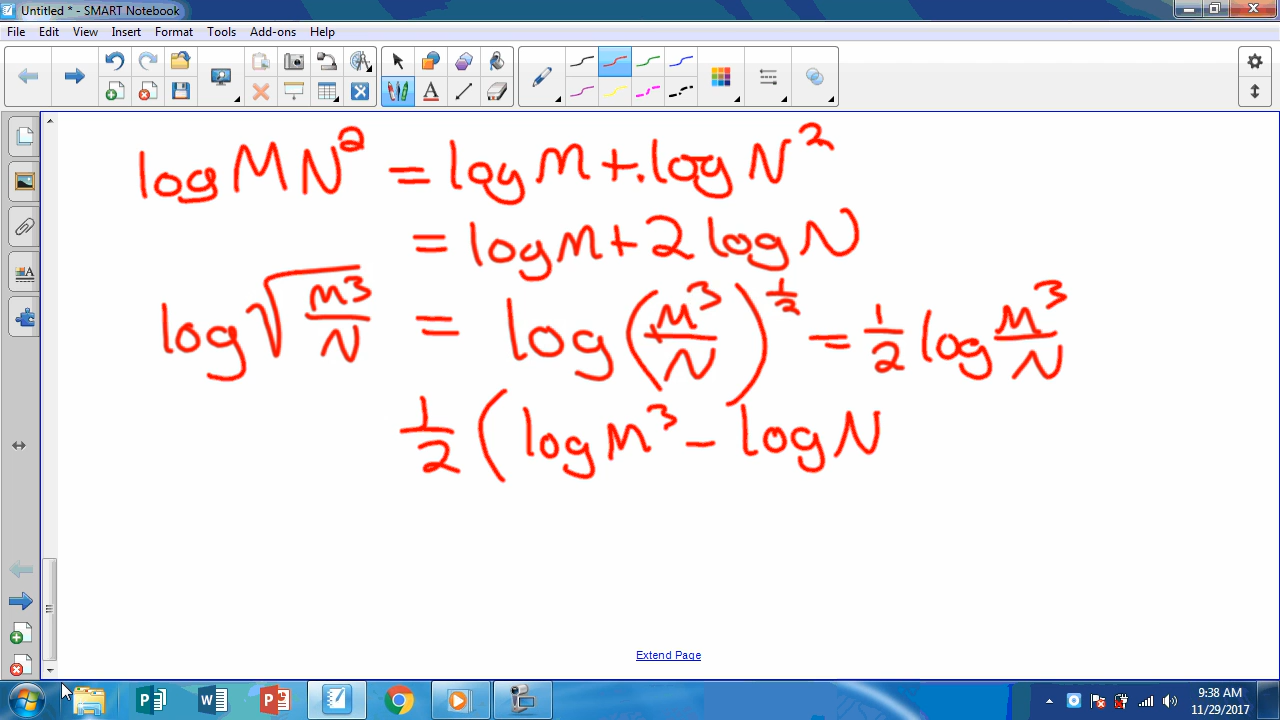 Untitled * - SMART Notebook
File Edit View Insert Format Tools Add-ons Help
log MN² = log M + log N²
= log M + 2 log N
log √(M³/N) = log (M³/N)^½ = ½ log M³/N
½ (log M³ - log N
Extend Page
9:38 AM
11/29/2017